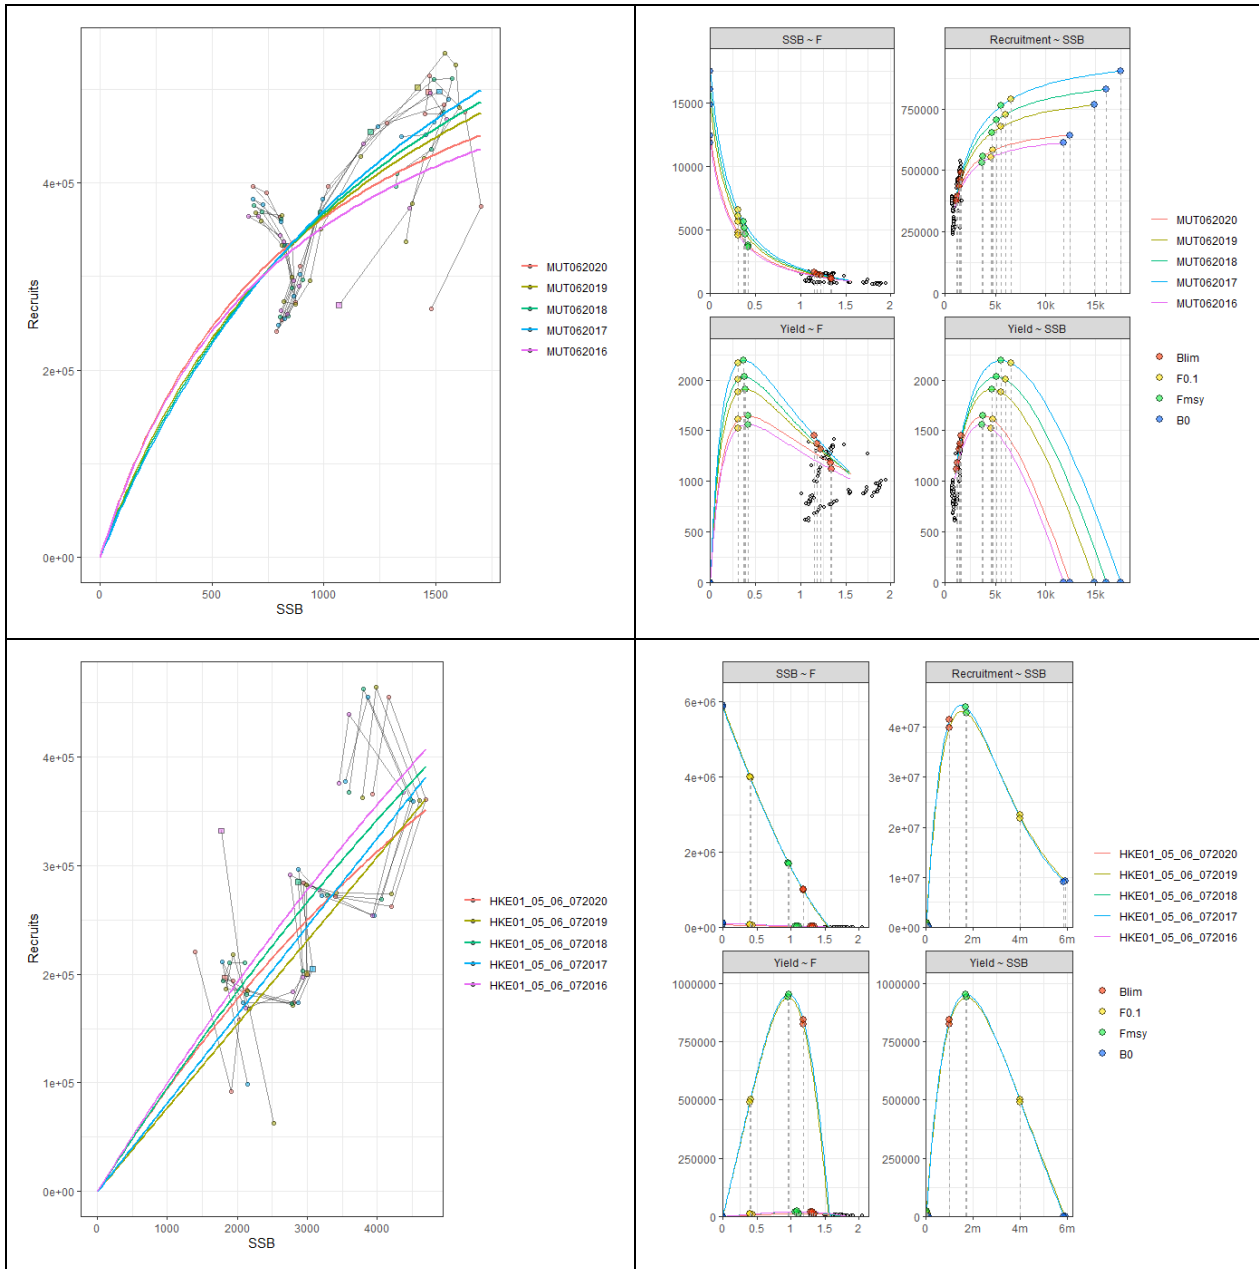 Recruits
4e+05
2e+05
0e+00
0
500
1000
1500
SSB
MUT062020
MUT062019
MUT062018
MUT062017
MUT062016
SSB ~ F
15000
10000
5000
0
0
0.5
1
1.5
2
Recruitment ~ SSB
750000
500000
250000
0
0
5k
10k
15k
Yield ~ F
2000
1500
1000
500
0
0
0.5
1
1.5
2
Yield ~ SSB
2000
1500
1000
500
0
0
5k
10k
15k
MUT062020
MUT062019
MUT062018
MUT062017
MUT062016
Blim
F0.1
Fmsy
B0
Recruits
4e+05
3e+05
2e+05
1e+05
0e+00
0
1000
2000
3000
4000
SSB
HKE01_05_06_072020
HKE01_05_06_072019
HKE01_05_06_072018
HKE01_05_06_072017
HKE01_05_06_072016
SSB ~ F
6e+06
4e+06
2e+06
0e+00
0
0.5
1
1.5
2
Recruitment ~ SSB
4e+07
3e+07
2e+07
1e+07
0e+00
0
2m
4m
6m
Yield ~ F
1000000
750000
500000
250000
0
0
0.5
1
1.5
2
Yield ~ SSB
1000000
750000
500000
250000
0
0
2m
4m
6m
HKE01_05_06_072020
HKE01_05_06_072019
HKE01_05_06_072018
HKE01_05_06_072017
HKE01_05_06_072016
Blim
F0.1
Fmsy
B0